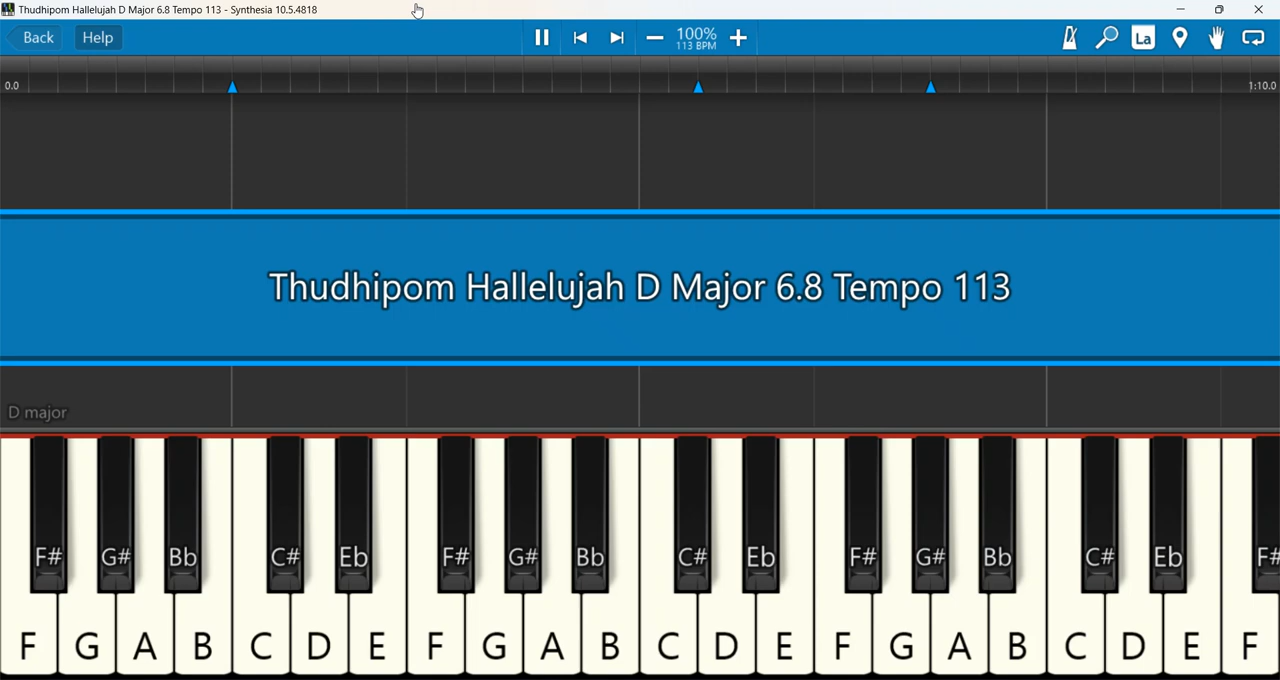 Thudhipom Hallelujah D Major 6.8 Tempo 113 - Synthesia 10.5.4818
Back Help 100% La
113 BPM
0.0 1:10.0
Thudhipom Hallelujah D Major 6.8 Tempo 113
D major
F# G# Bb C# Eb F# G# Bb C# Eb F# G# Bb C# Eb F#
F G A B C D E F G A B C D E F G A B C D E F